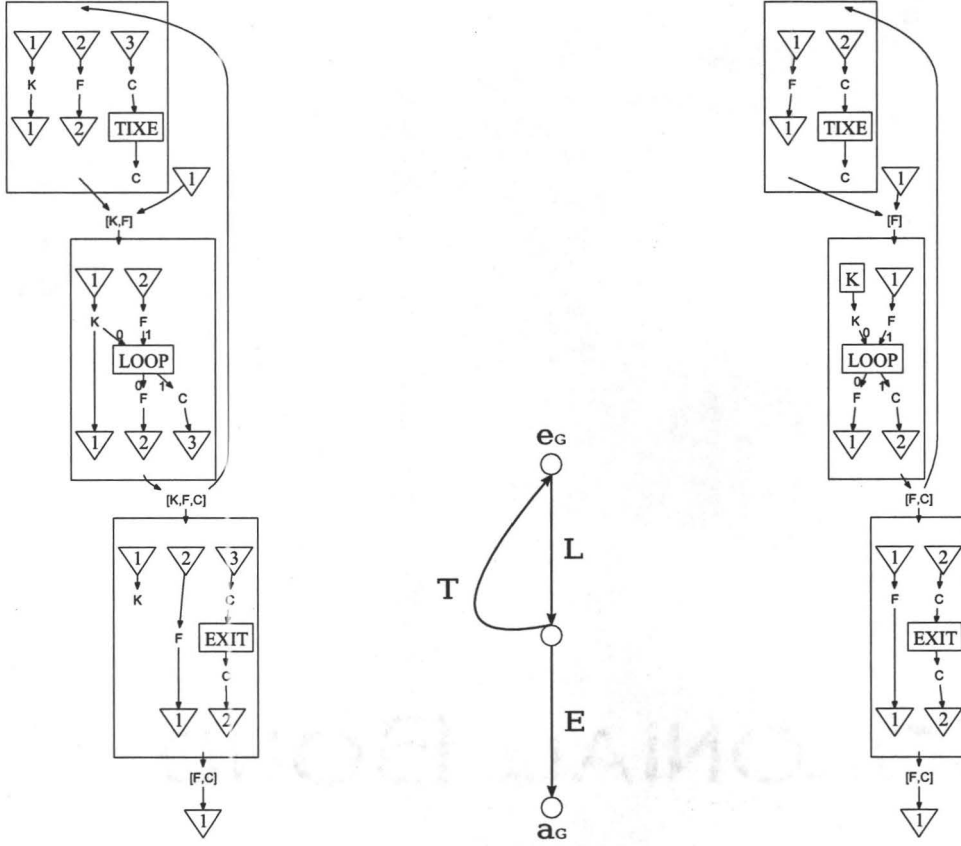 1 2 3
K F C
1 2 TIXE
C
1
[K,F]
1 2
K F
0 1
LOOP
0 1
F C
1 2 3
[K,F,C]
1 2 3
K C
F EXIT
C
1 2
[F,C]
1
e_G
L
T
E
a_G
1 2
F C
1 TIXE
C
1
[F]
K 1
K F
0 1
LOOP
0 1
F C
1 2
[F,C]
1 2
F C
EXIT
C
1 2
[F,C]
1